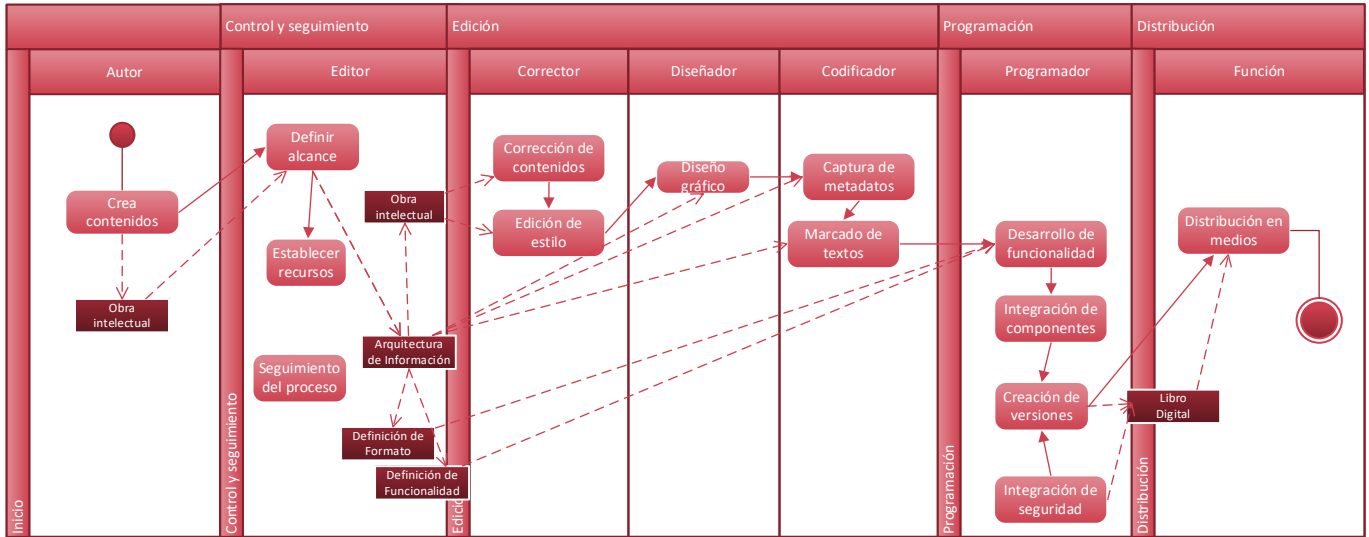 Control y seguimiento
Edición
Programación
Distribución
Autor
Editor
Corrector
Diseñador
Codificador
Programador
Función
Inicio
Control y seguimiento
Edición
Programación
Distribución
Crea
contenidos
Obra
intelectual
Definir
alcance
Establecer
recursos
Seguimiento
del proceso
Arquitectura
de Información
Definición de
Formato
Definición de
Funcionalidad
Obra
intelectual
Corrección de
contenidos
Edición de
estilo
Diseño
gráfico
Captura de
metadatos
Marcado de
textos
Desarrollo de
funcionalidad
Integración de
componentes
Creación de
versiones
Integración de
seguridad
Libro
Digital
Distribución en
medios